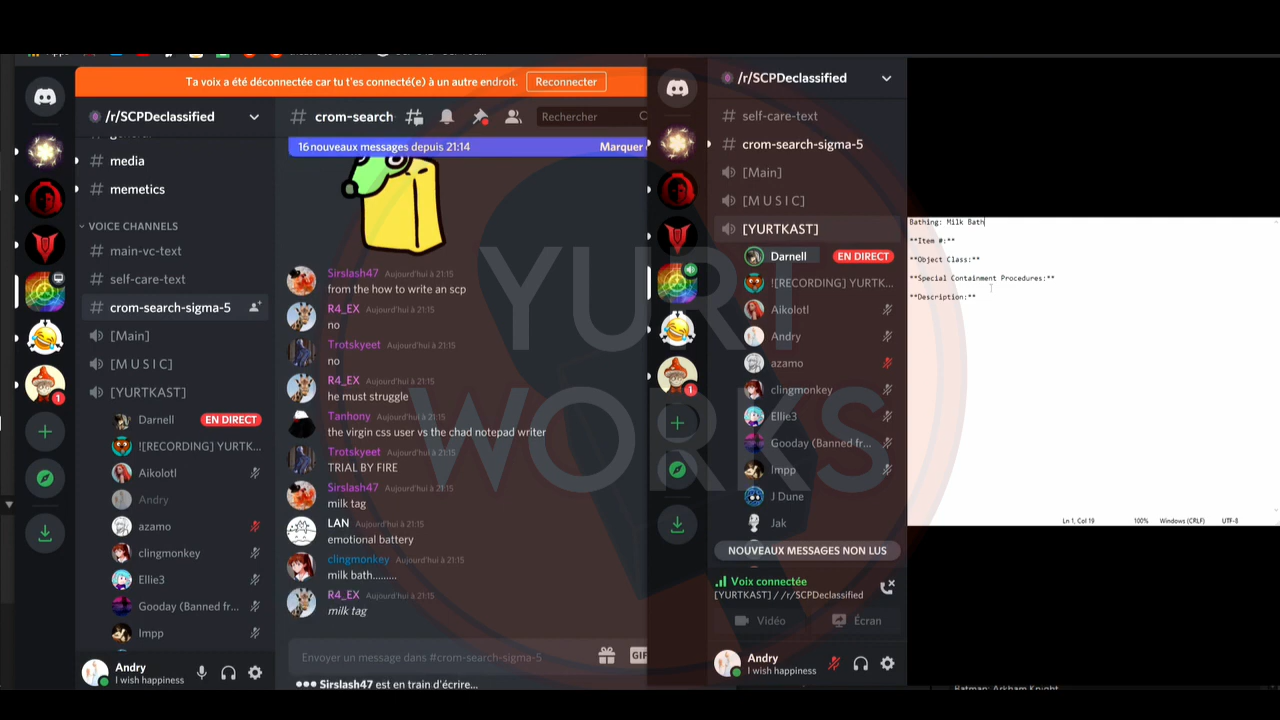 Ta voix a été déconnectée car tu t'es connecté(e) à un autre endroit.
Reconnecter
/r/SCPDeclassified
general
# media
# memetics
VOICE CHANNELS
main-vc-text
self-care-text
crom-search-sigma-5
[Main]
[M U S I C]
[YURTKAST]
Darnell
EN DIRECT
![RECORDING] YURTK...
Aikolotl
Andry
azamo
clingmonkey
Ellie3
Gooday (Banned fr...
Impp
Andry
I wish happiness
1
# crom-search
Rechercher
16 nouveaux messages depuis 21:14
Marquer
Sirslash47 Aujourd'hui à 21:15
from the how to write an scp
R4_EX Aujourd'hui à 21:15
no
Trotskyeet Aujourd'hui à 21:15
no
R4_EX Aujourd'hui à 21:15
he must struggle
Tanhony Aujourd'hui à 21:15
the virgin css user vs the chad notepad writer
Trotskyeet Aujourd'hui à 21:15
TRIAL BY FIRE
Sirslash47 Aujourd'hui à 21:15
milk tag
LAN Aujourd'hui à 21:15
emotional battery
clingmonkey Aujourd'hui à 21:15
milk bath.........
R4_EX Aujourd'hui à 21:15
milk tag
Envoyer un message dans #crom-search-sigma-5
GIF
Sirslash47 est en train d'écrire...
/r/SCPDeclassified
# self-care-text
# crom-search-sigma-5
[Main]
[M U S I C]
[YURTKAST]
Darnell
EN DIRECT
![RECORDING] YURTK...
Aikolotl
Andry
azamo
clingmonkey
Ellie3
Gooday (Banned fr...
Impp
J Dune
Jak
NOUVEAUX MESSAGES NON LUS
Voix connectée
[YURTKAST] / /r/SCPDeclassified
Vidéo
Écran
Andry
I wish happiness
1
Bathing: Milk Bath
**Item #:**
**Object Class:**
**Special Containment Procedures:**
**Description:**
Ln 1, Col 19
100%
Windows (CRLF)
UTF-8
Batman: Arkham Knight
YURT
WORKS